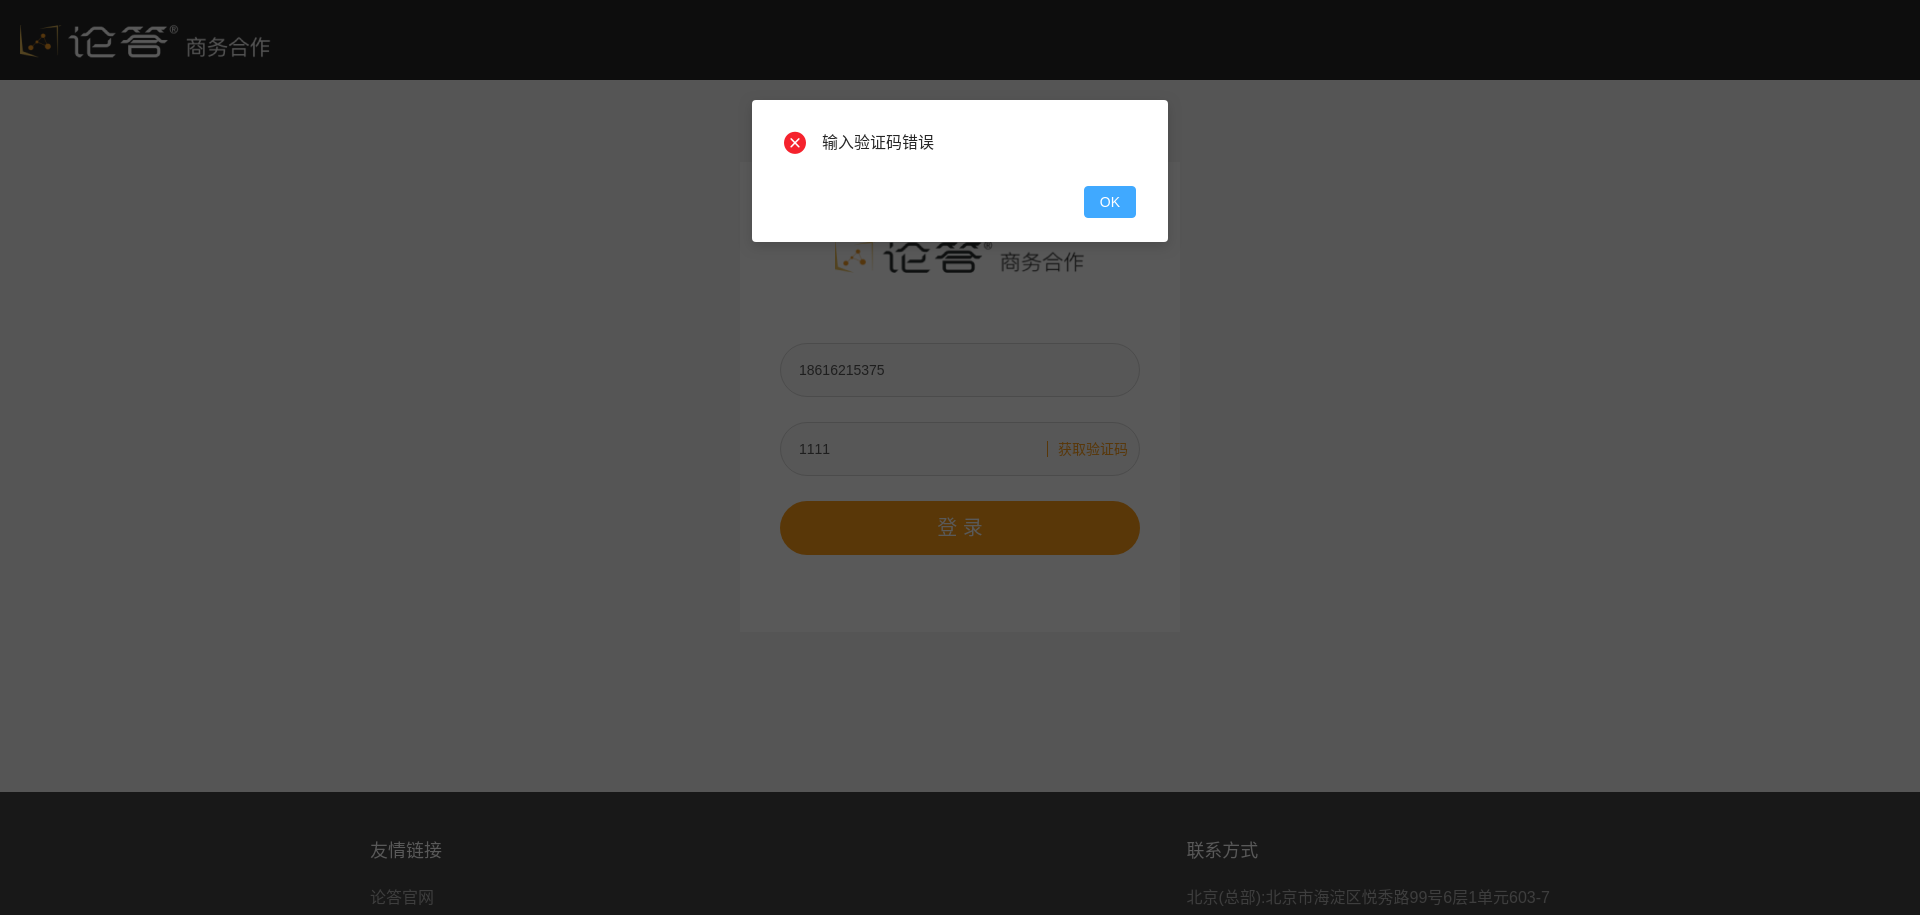 论答® 商务合作
输入验证码错误
OK
论答® 商务合作
18616215375
1111
获取验证码
登 录
友情链接
联系方式
论答官网
北京(总部):北京市海淀区悦秀路99号6层1单元603-7